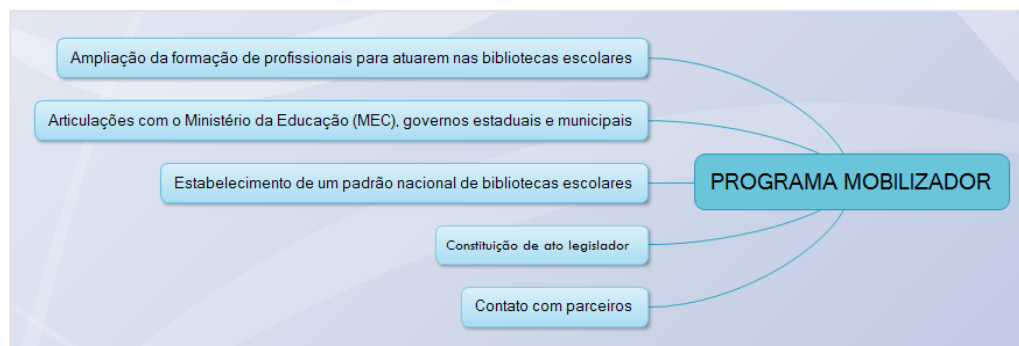 Ampliação da formação de profissionais para atuarem nas bibliotecas escolares
Articulações com o Ministério da Educação (MEC), governos estaduais e municipais
Estabelecimento de um padrão nacional de bibliotecas escolares
PROGRAMA MOBILIZADOR
Constituição de ato legislador
Contato com parceiros